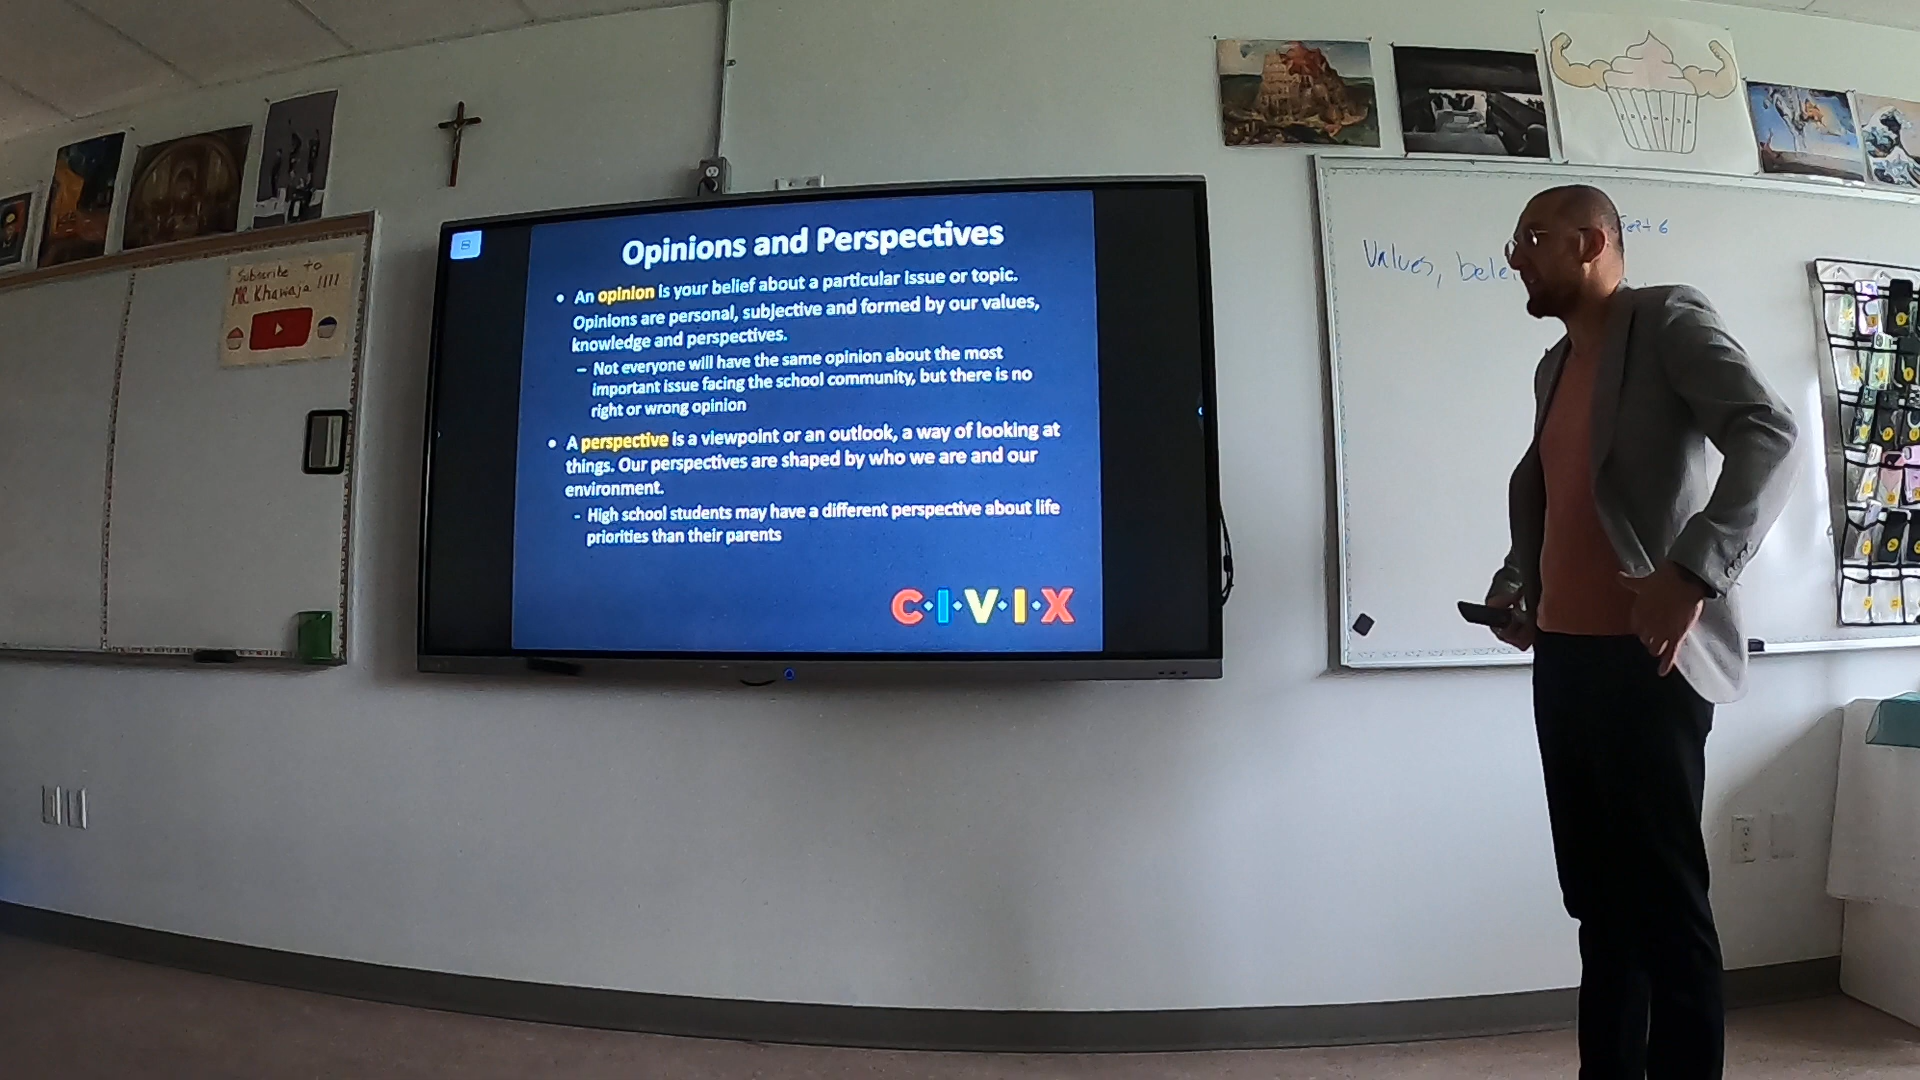 Subscribe to
MR. Khawaja !!!!
Opinions and Perspectives
• An opinion is your belief about a particular issue or topic.
Opinions are personal, subjective and formed by our values,
knowledge and perspectives.
– Not everyone will have the same opinion about the most
important issue facing the school community, but there is no
right or wrong opinion
• A perspective is a viewpoint or an outlook, a way of looking at
things. Our perspectives are shaped by who we are and our
environment.
- High school students may have a different perspective about life
priorities than their parents
C·I·V·I·X
Sept 6
Values,